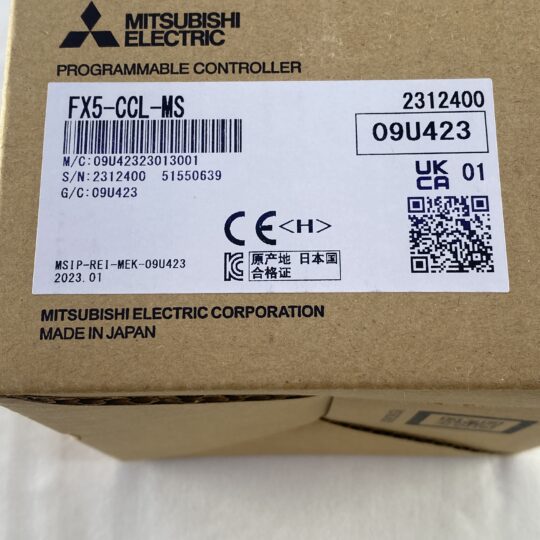 MITSUBISHI
ELECTRIC
PROGRAMMABLE CONTROLLER
FX5-CCL-MS
2312400
09U423
M/C:09U42323013001
S/N:2312400 51550639
G/C:09U423
UK
CA 01
CE <H>
原产地 日本国
合格证
MSIP-REI-MEK-09U423
2023.01
MITSUBISHI ELECTRIC CORPORATION
MADE IN JAPAN